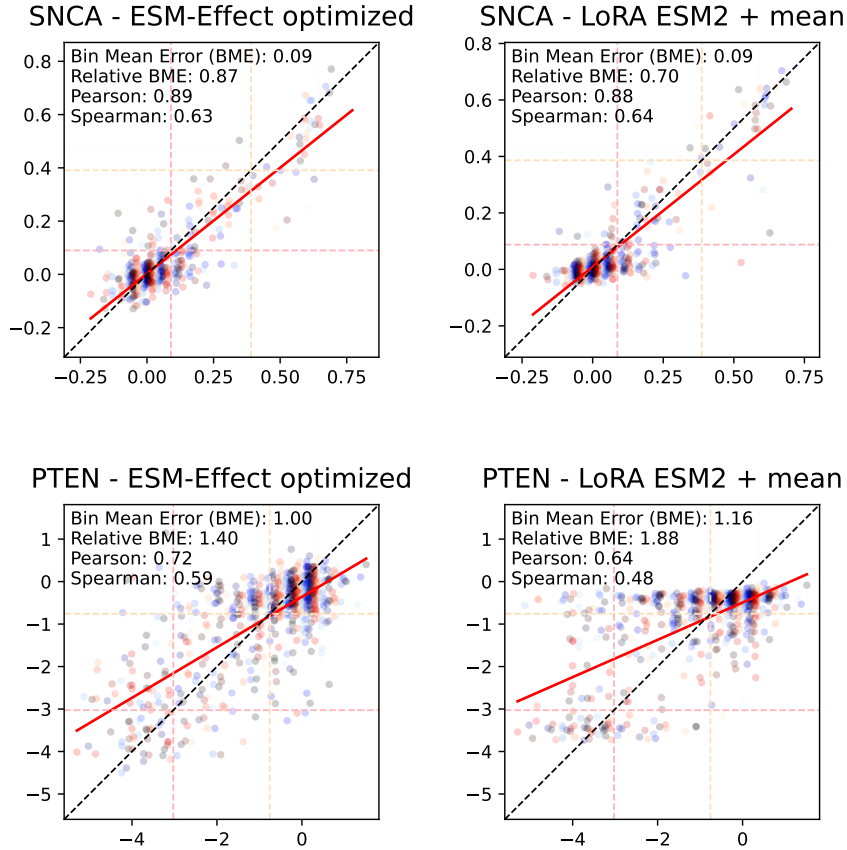 SNCA - ESM-Effect optimized
Bin Mean Error (BME): 0.09
Relative BME: 0.87
Pearson: 0.89
Spearman: 0.63
0.8
0.6
0.4
0.2
0.0
−0.2
−0.25 0.00 0.25 0.50 0.75
SNCA - LoRA ESM2 + mean
Bin Mean Error (BME): 0.09
Relative BME: 0.70
Pearson: 0.88
Spearman: 0.64
0.8
0.6
0.4
0.2
0.0
−0.2
−0.25 0.00 0.25 0.50 0.75
PTEN - ESM-Effect optimized
Bin Mean Error (BME): 1.00
Relative BME: 1.40
Pearson: 0.72
Spearman: 0.59
1
0
−1
−2
−3
−4
−5
−4 −2 0
PTEN - LoRA ESM2 + mean
Bin Mean Error (BME): 1.16
Relative BME: 1.88
Pearson: 0.64
Spearman: 0.48
1
0
−1
−2
−3
−4
−5
−4 −2 0